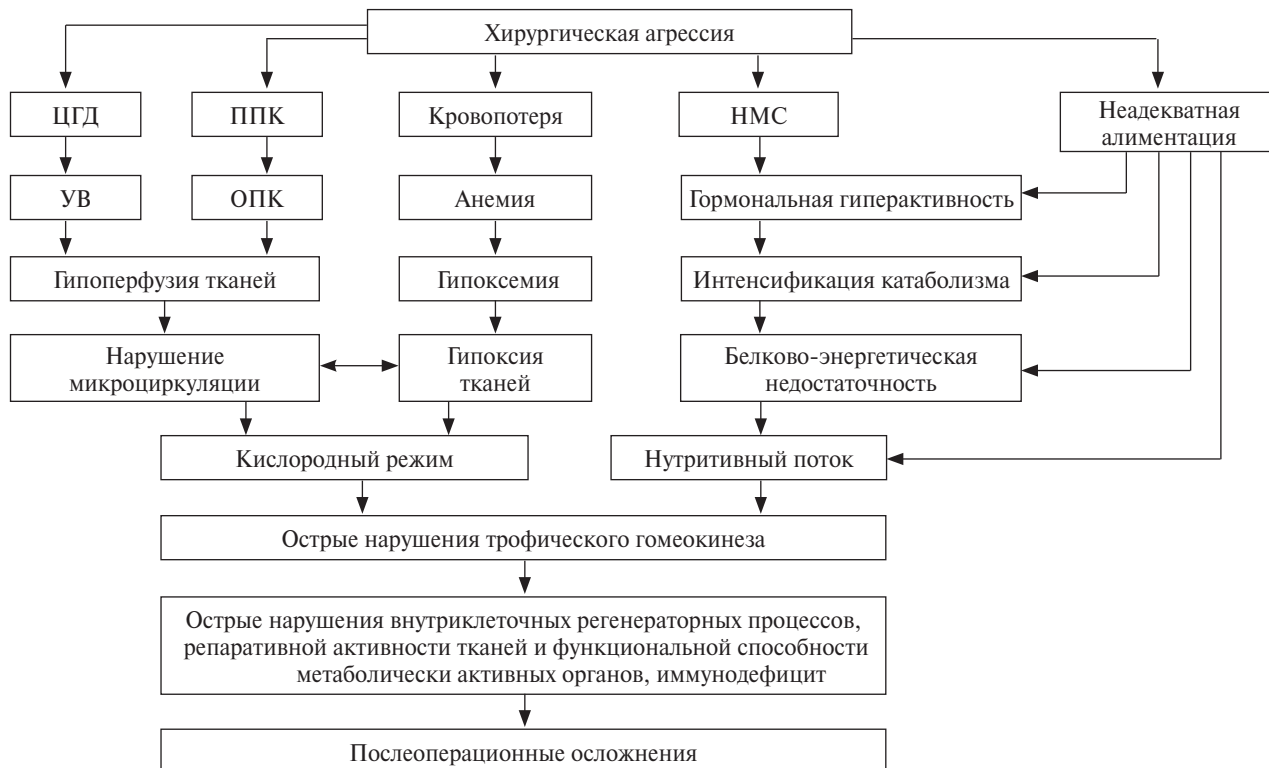 Хирургическая агрессия
ЦГД
ППК
Кровопотеря
НМС
Неадекватная
алиментация
УВ
ОПК
Анемия
Гормональная гиперактивность
Гипоперфузия тканей
Гипоксемия
Интенсификация катаболизма
Нарушение
микроциркуляции
Гипоксия
тканей
Белково-энергетическая
недостаточность
Кислородный режим
Нутритивный поток
Острые нарушения трофического гомеокинеза
Острые нарушения внутриклеточных регенераторных процессов,
репаративной активности тканей и функциональной способности
метаболически активных органов, иммунодефицит
Послеоперационные осложнения